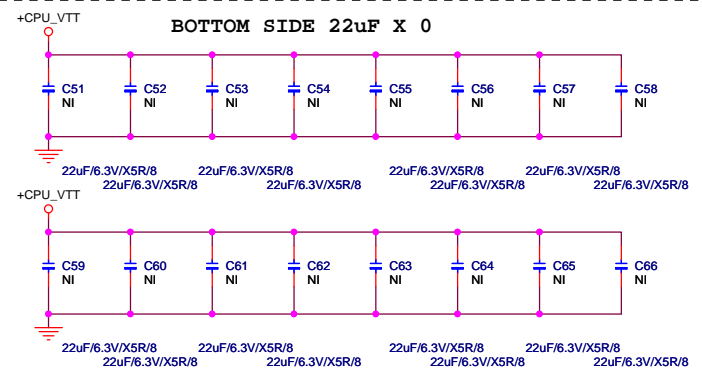 +CPU_VTT
BOTTOM SIDE 22uF X 0
C51 C52 C53 C54 C55 C56 C57 C58
NI NI NI NI NI NI NI NI
22uF/6.3V/X5R/8 22uF/6.3V/X5R/8 22uF/6.3V/X5R/8 22uF/6.3V/X5R/8
22uF/6.3V/X5R/8 22uF/6.3V/X5R/8 22uF/6.3V/X5R/8 22uF/6.3V/X5R/8
+CPU_VTT
C59 C60 C61 C62 C63 C64 C65 C66
NI NI NI NI NI NI NI NI
22uF/6.3V/X5R/8 22uF/6.3V/X5R/8 22uF/6.3V/X5R/8 22uF/6.3V/X5R/8
22uF/6.3V/X5R/8 22uF/6.3V/X5R/8 22uF/6.3V/X5R/8 22uF/6.3V/X5R/8